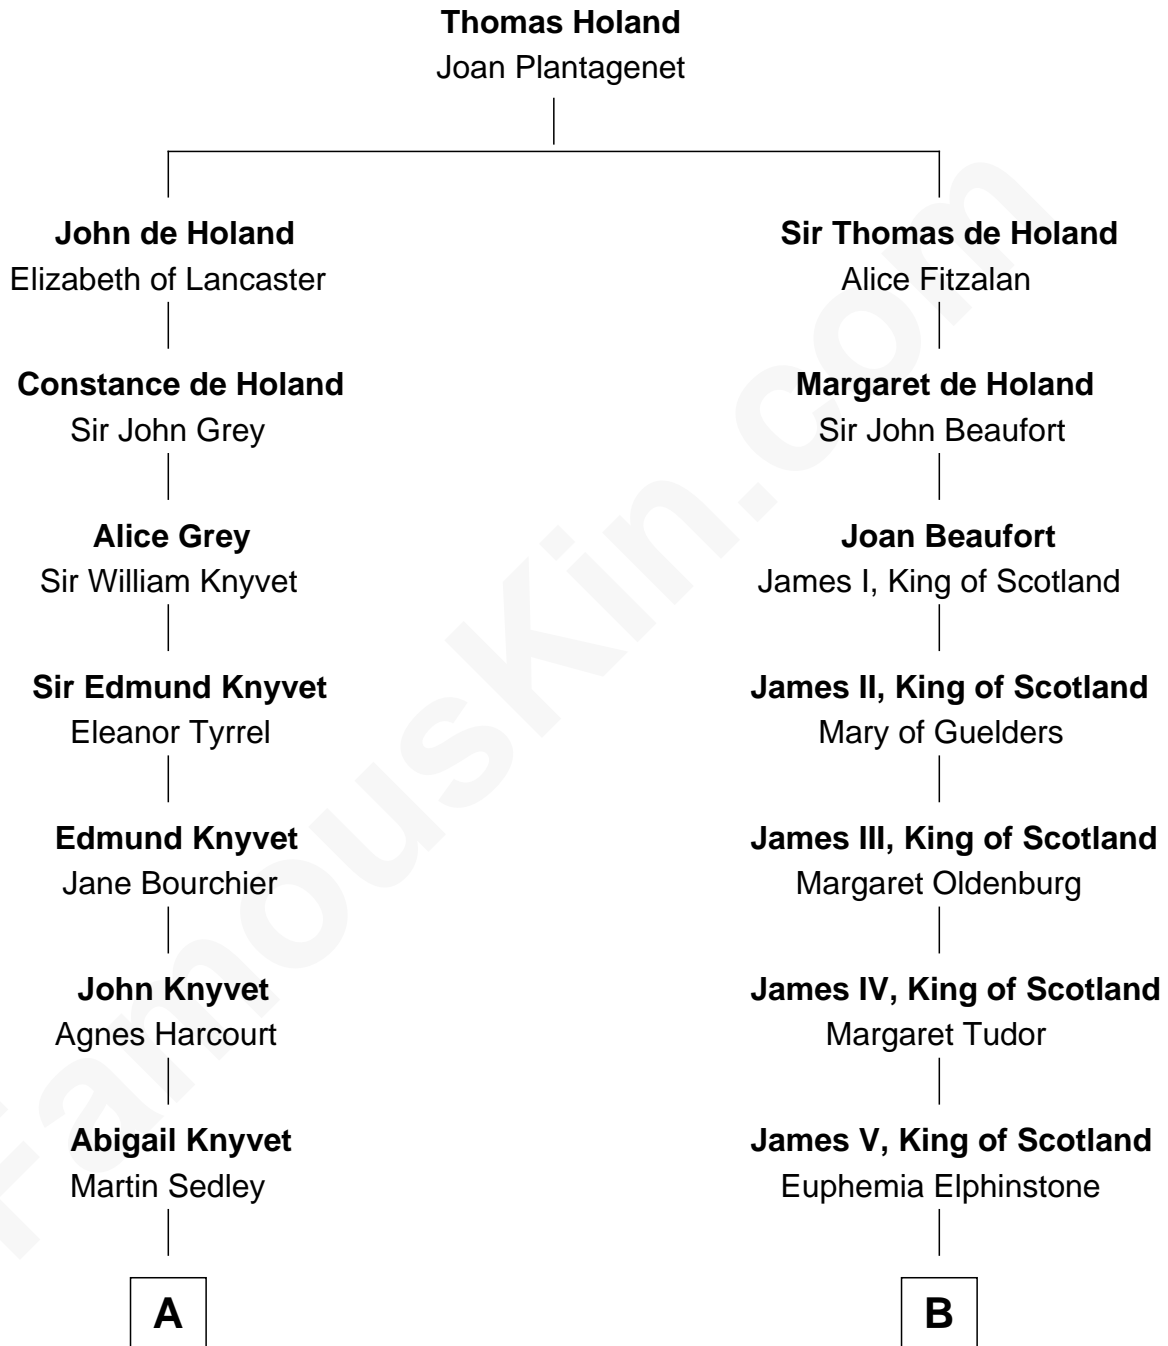 Thomas Holand
Joan Plantagenet
John de Holand
Elizabeth of Lancaster
Constance de Holand
Sir John Grey
Alice Grey
Sir William Knyvet
Sir Edmund Knyvet
Eleanor Tyrrel
Edmund Knyvet
Jane Bourchier
John Knyvet
Agnes Harcourt
Abigail Knyvet
Martin Sedley
A
Sir Thomas de Holand
Alice Fitzalan
Margaret de Holand
Sir John Beaufort
Joan Beaufort
James I, King of Scotland
James II, King of Scotland
Mary of Guelders
James III, King of Scotland
Margaret Oldenburg
James IV, King of Scotland
Margaret Tudor
James V, King of Scotland
Euphemia Elphinstone
B
FamousKin.com